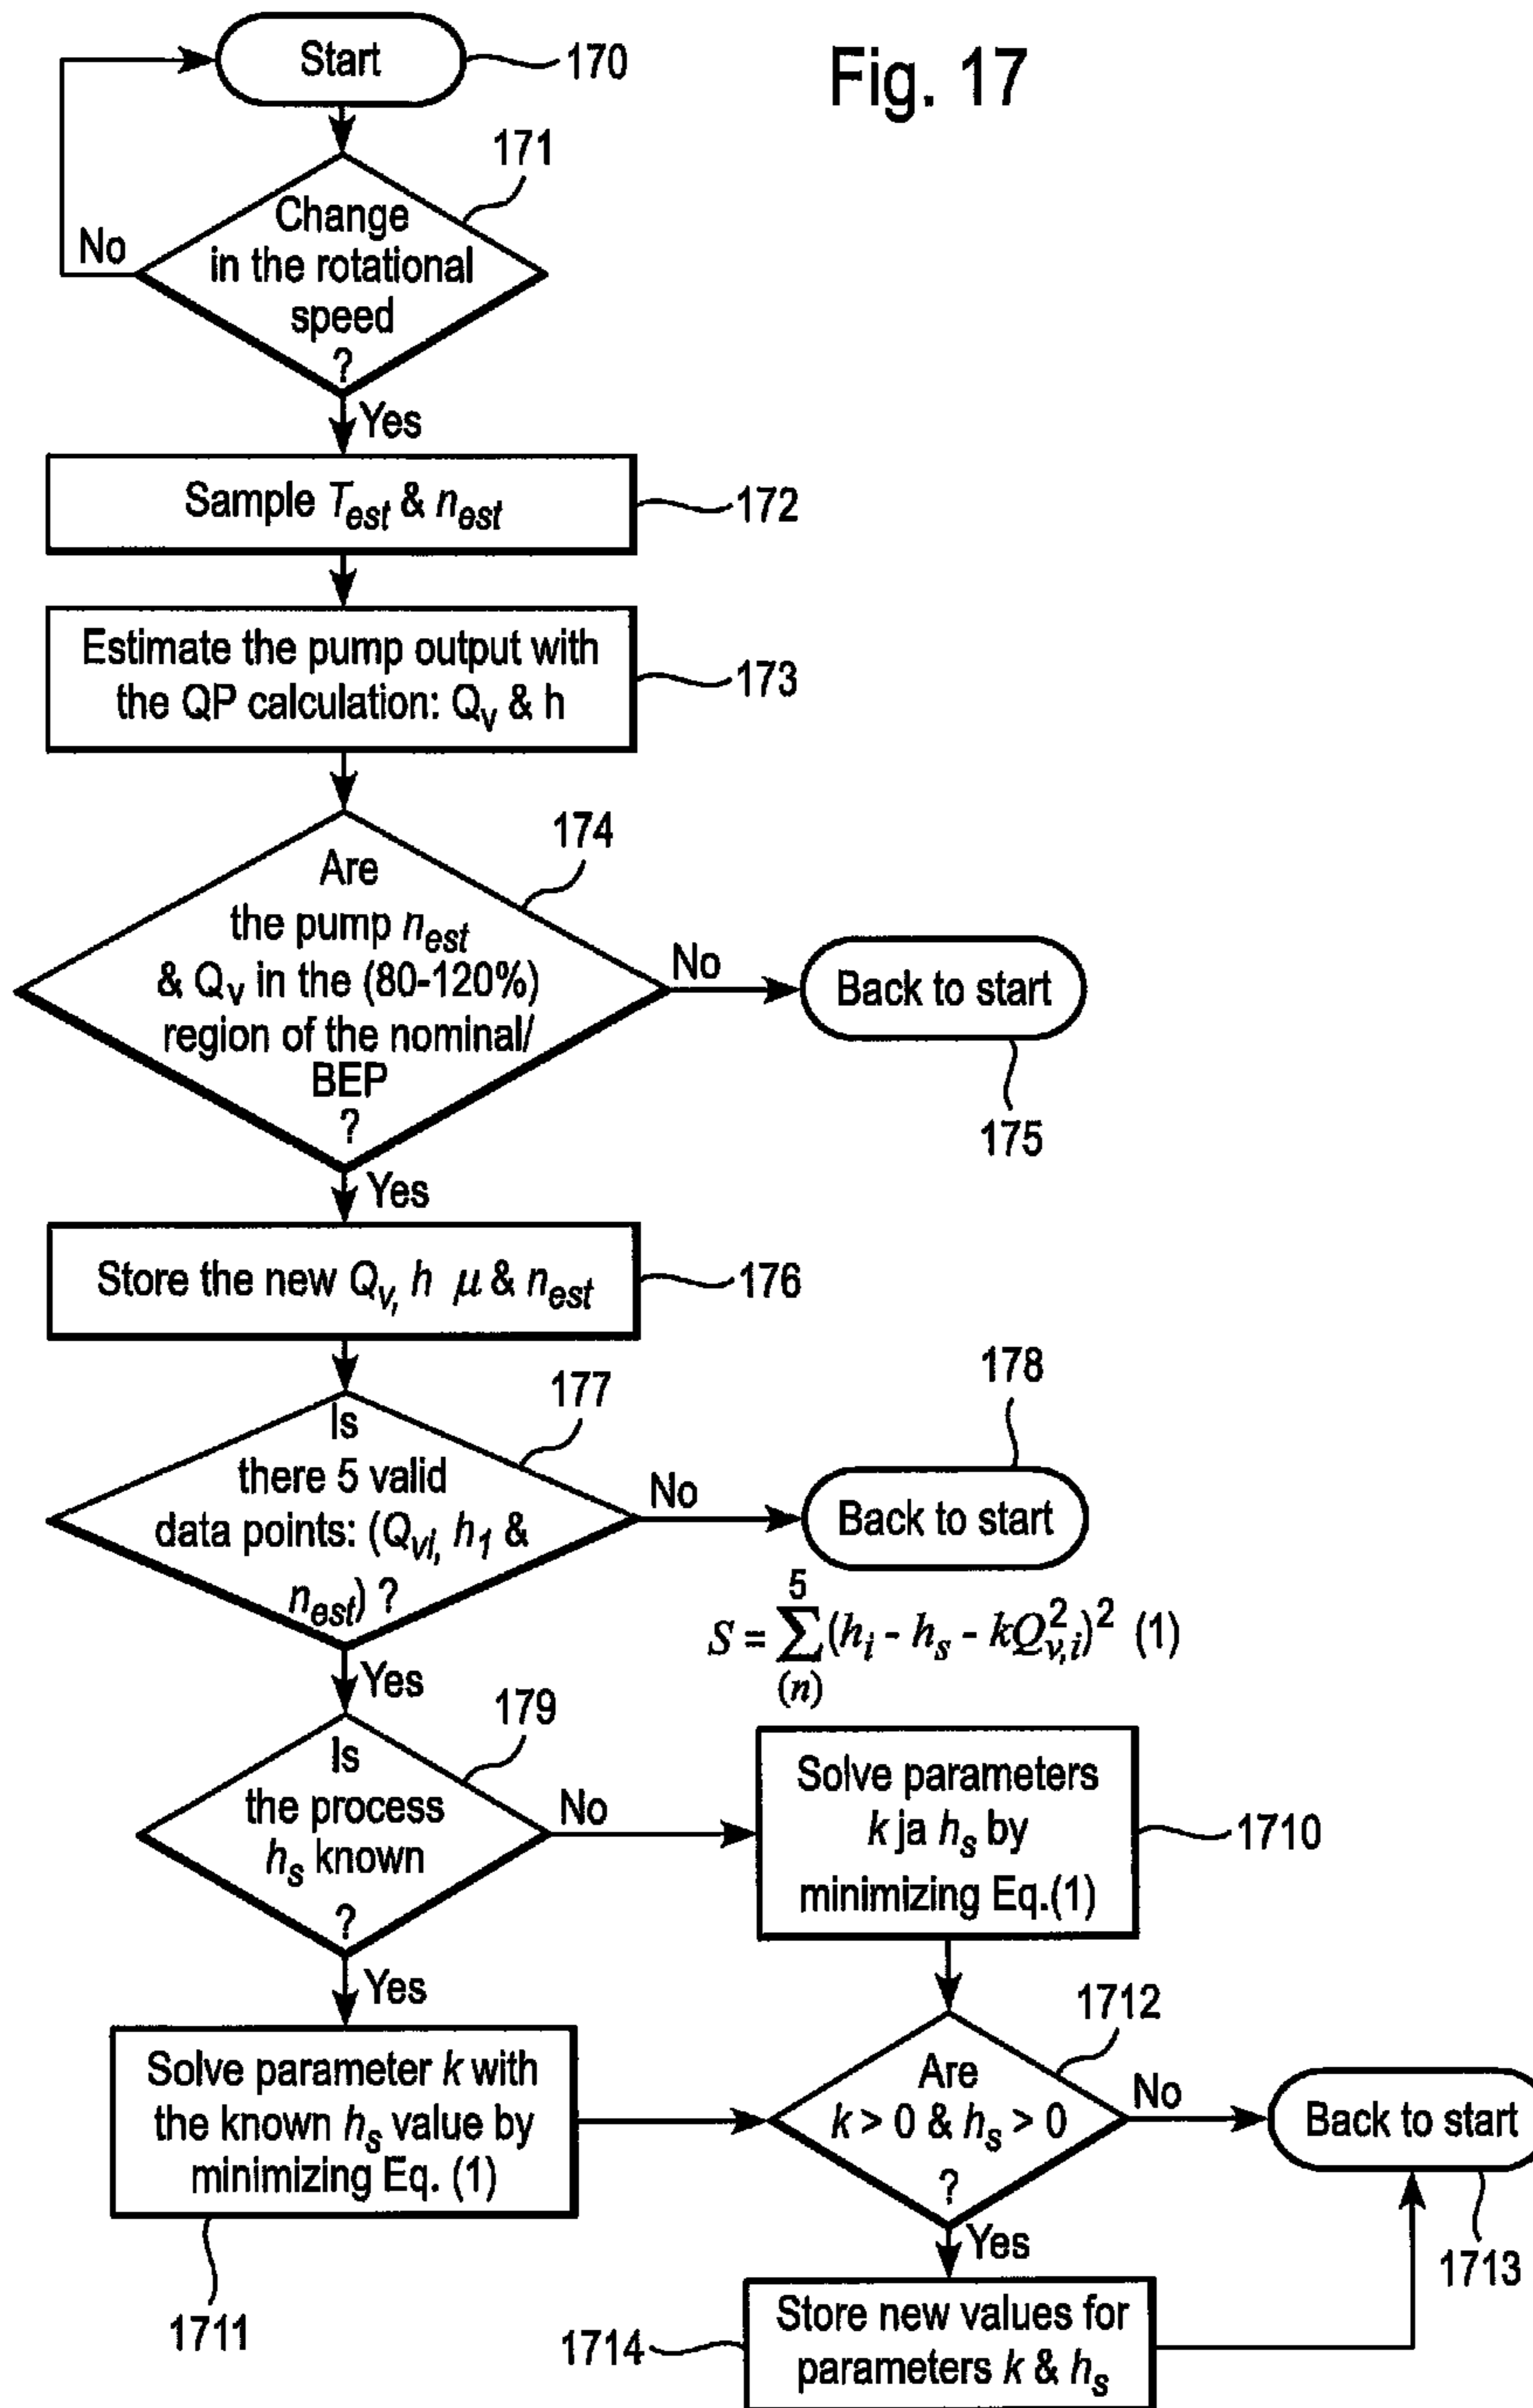 Fig. 17
Start
170
171
Change
in the rotational
speed
?
No
Yes
Sample T_est & n_est
172
Estimate the pump output with
the QP calculation: Q_v & h
173
174
Are
the pump n_est
& Q_v in the (80-120%)
region of the nominal/
BEP
?
No
Back to start
175
Yes
Store the new Q_v, h μ & n_est
176
177
Is
there 5 valid
data points: (Q_vi, h_1 &
n_est) ?
No
178
Back to start
S = 5∑(n) (h_i - h_s - kQ²_v,i)² (1)
Yes
179
Is
the process
h_s known
?
No
Solve parameters
k ja h_s by
minimizing Eq.(1)
1710
Yes
Solve parameter k with
the known h_s value by
minimizing Eq. (1)
1711
1712
Are
k > 0 & h_s > 0
?
No
Back to start
1713
Yes
Store new values for
parameters k & h_s
1714